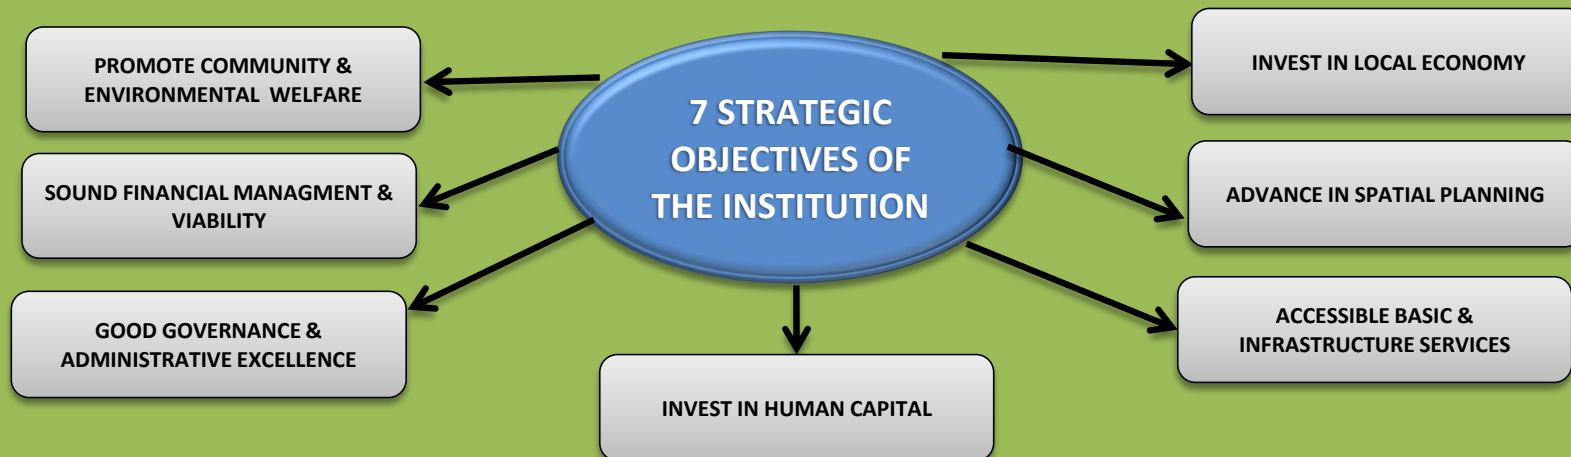 PROMOTE COMMUNITY &
ENVIRONMENTAL WELFARE
SOUND FINANCIAL MANAGMENT &
VIABILITY
GOOD GOVERNANCE &
ADMINISTRATIVE EXCELLENCE
7 STRATEGIC
OBJECTIVES OF
THE INSTITUTION
INVEST IN HUMAN CAPITAL
INVEST IN LOCAL ECONOMY
ADVANCE IN SPATIAL PLANNING
ACCESSIBLE BASIC &
INFRASTRUCTURE SERVICES